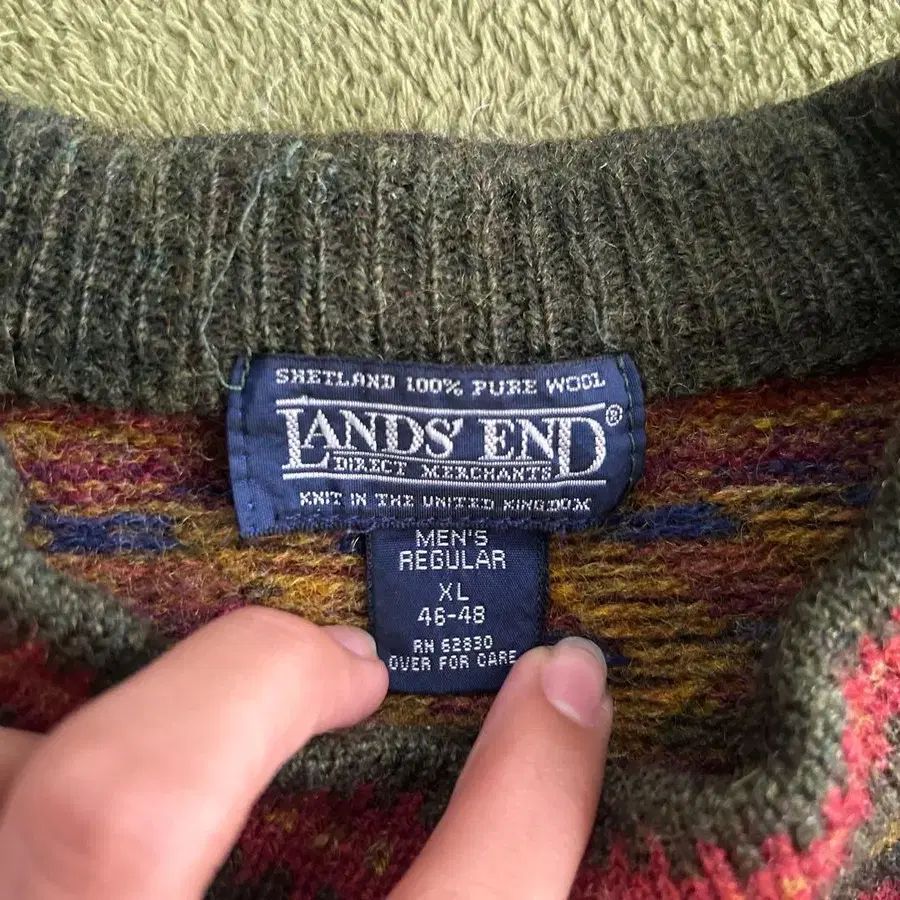 SHETLAND 100% PURE WOOL
LANDS' END®
DIRECT MERCHANTS
KNIT IN THE UNITED KINGDOM
MEN'S
REGULAR
XL
46-48
RN 62830
OVER FOR CARE